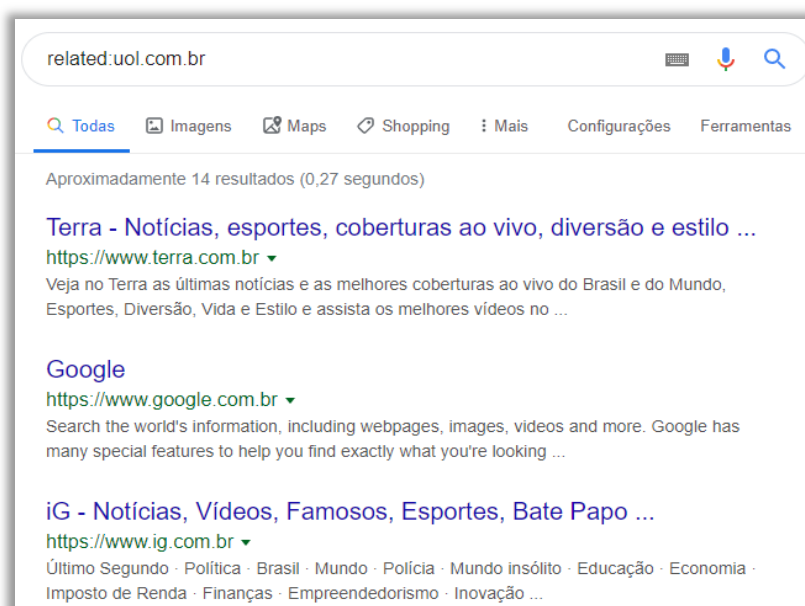 related:uol.com.br
Todas Imagens Maps Shopping Mais Configurações Ferramentas
Aproximadamente 14 resultados (0,27 segundos)
Terra - Notícias, esportes, coberturas ao vivo, diversão e estilo ...
https://www.terra.com.br
Veja no Terra as últimas notícias e as melhores coberturas ao vivo do Brasil e do Mundo,
Esportes, Diversão, Vida e Estilo e assista os melhores vídeos no ...
Google
https://www.google.com.br
Search the world's information, including webpages, images, videos and more. Google has
many special features to help you find exactly what you're looking ...
iG - Notícias, Vídeos, Famosos, Esportes, Bate Papo ...
https://www.ig.com.br
Último Segundo · Política · Brasil · Mundo · Polícia · Mundo insólito · Educação · Economia ·
Imposto de Renda · Finanças · Empreendedorismo · Inovação ...